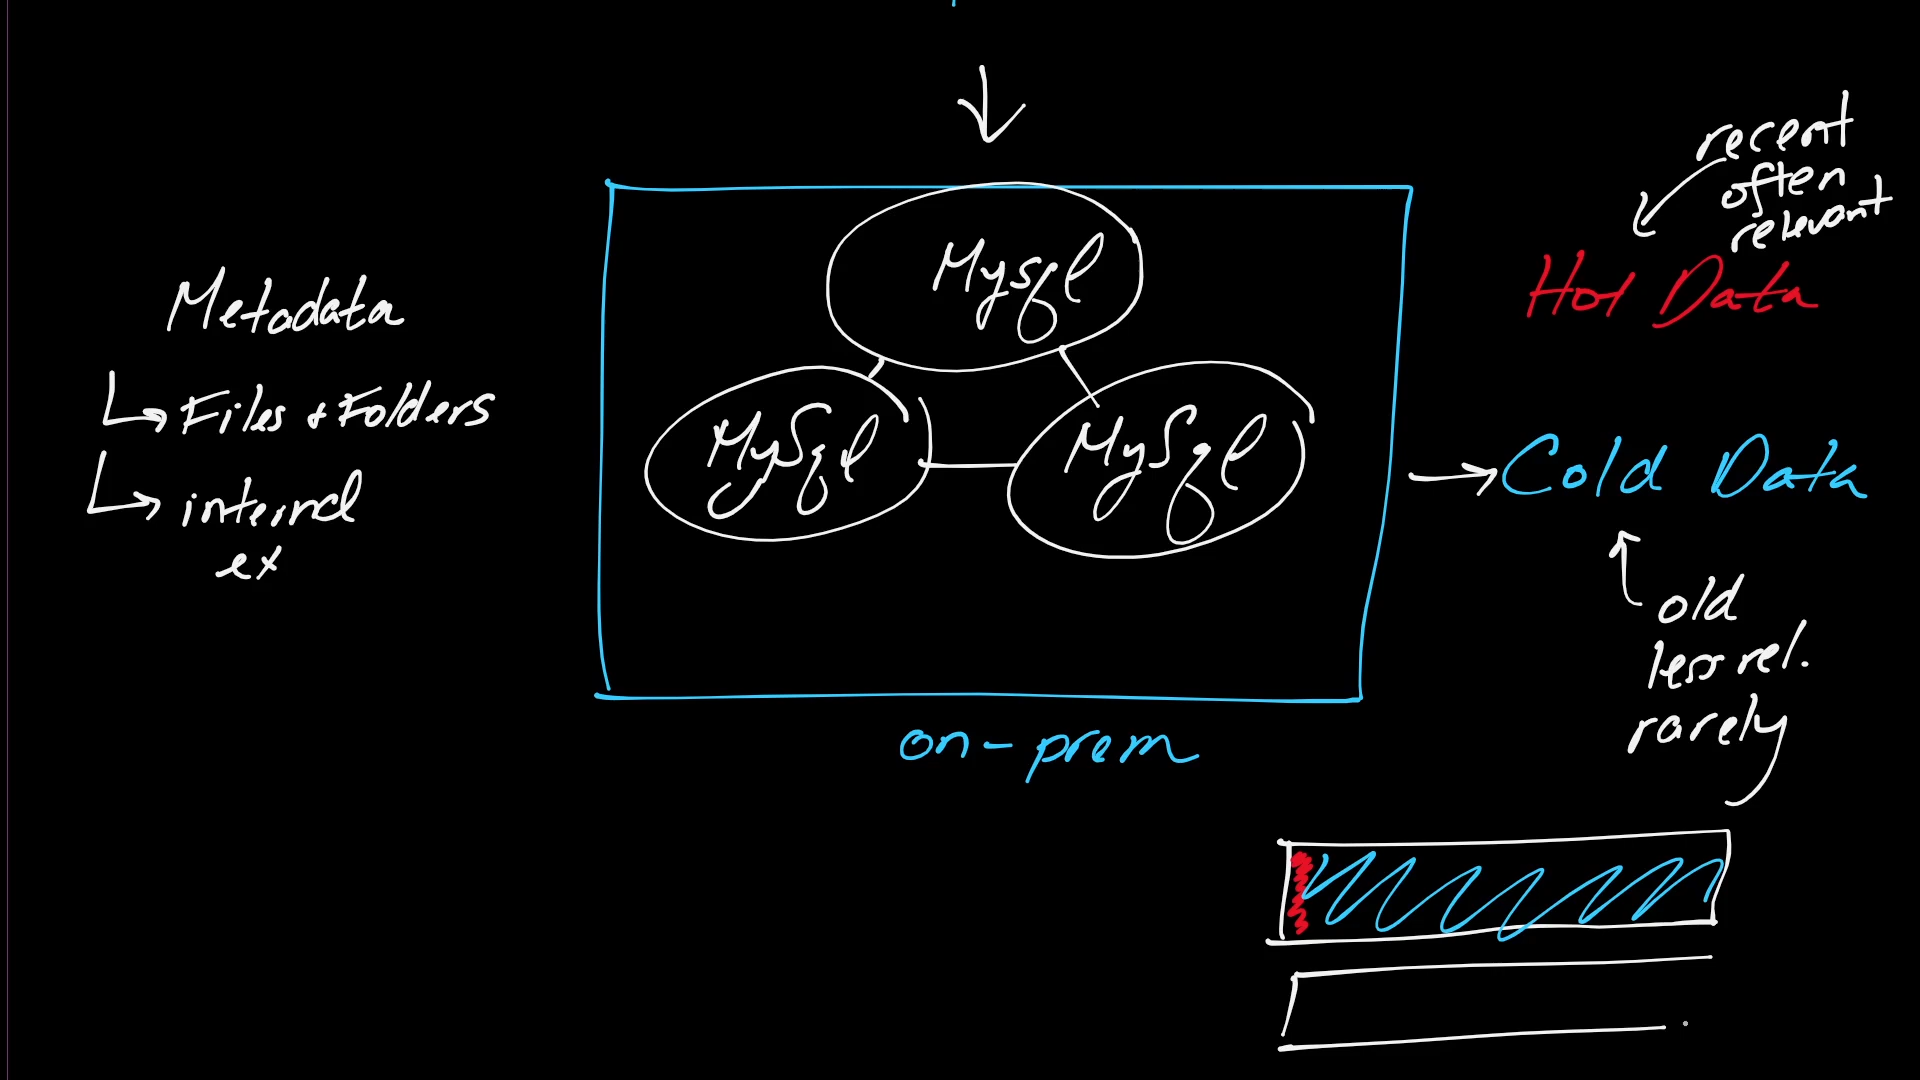 Metadata
Files + Folders
internal
ex
Mysql
MySql
MySql
on-prem
recent
often
relevant
Hot Data
Cold Data
old
less rel.
rarely